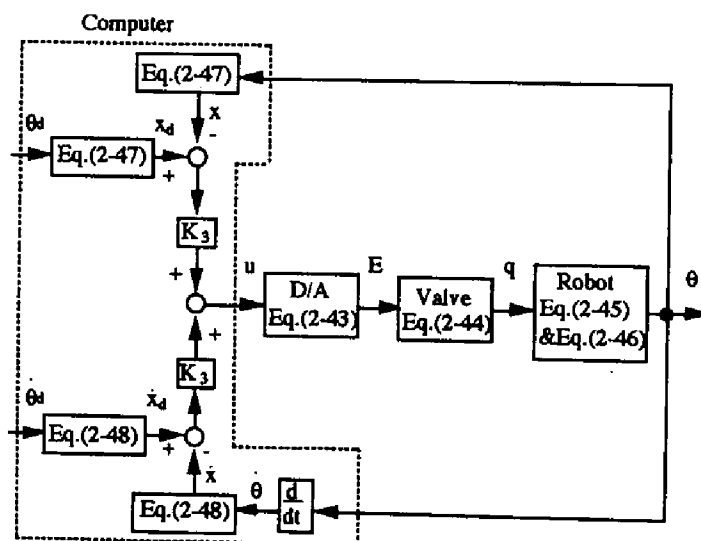 Computer
Eq.(2-47)
x
-
θd
xd
Eq.(2-47)
+
K3
+
u
E
q
θ
D/A
Eq.(2-43)
Valve
Eq.(2-44)
Robot
Eq.(2-45)
&Eq.(2-46)
+
K3
θ̇d
ẋd
Eq.(2-48)
+
-
ẋ
Eq.(2-48)
θ̇
d
dt